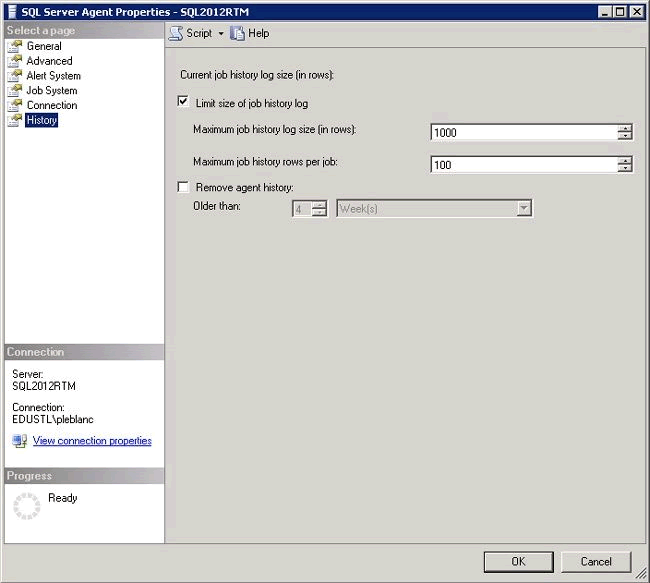 SQL Server Agent Properties - SQL2012RTM
Select a page
General
Advanced
Alert System
Job System
Connection
History
Script
Help
Current job history log size (in rows):
Limit size of job history log
Maximum job history log size (in rows):
1000
Maximum job history rows per job:
100
Remove agent history:
Older than:
4
Week(s)
Connection
Server:
SQL2012RTM
Connection:
EDUSTL\pleblanc
View connection properties
Progress
Ready
OK
Cancel